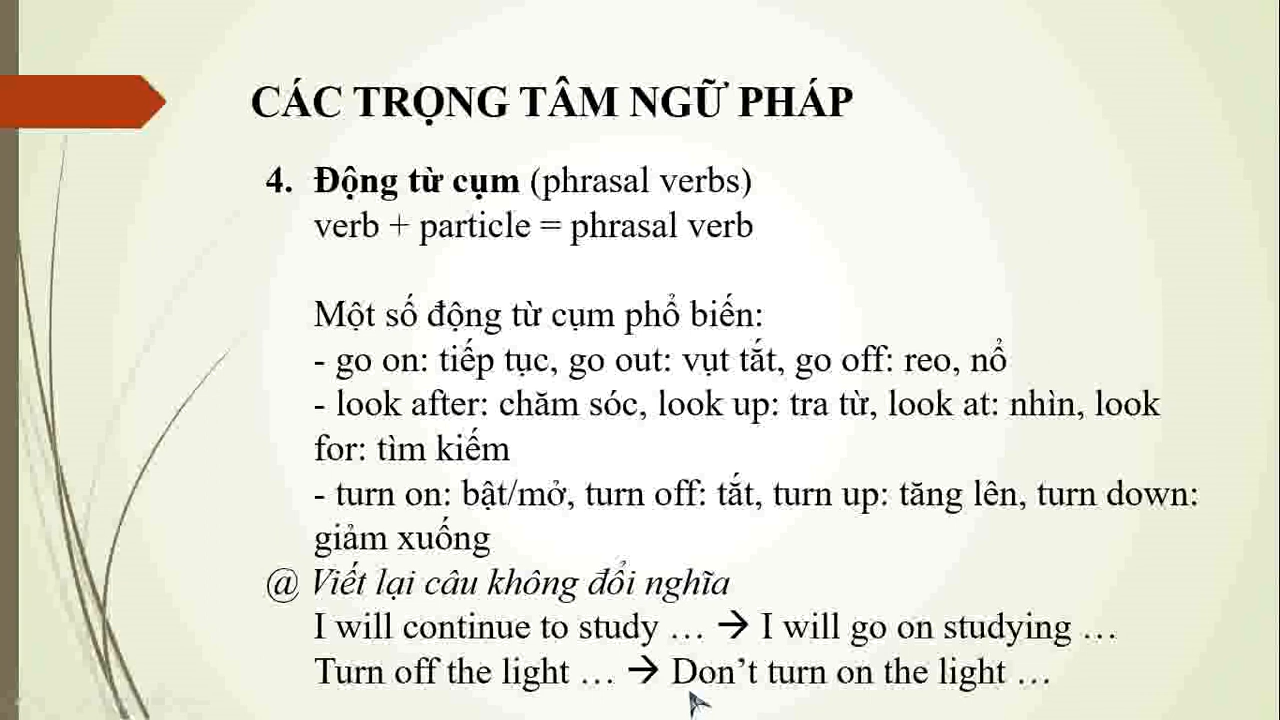 CÁC TRỌNG TÂM NGỮ PHÁP
4. Động từ cụm (phrasal verbs)
verb + particle = phrasal verb
Một số động từ cụm phổ biến:
- go on: tiếp tục, go out: vụt tắt, go off: reo, nổ
- look after: chăm sóc, look up: tra từ, look at: nhìn, look
for: tìm kiếm
- turn on: bật/mở, turn off: tắt, turn up: tăng lên, turn down:
giảm xuống
@ Viết lại câu không đổi nghĩa
I will continue to study … → I will go on studying …
Turn off the light … → Don’t turn on the light …